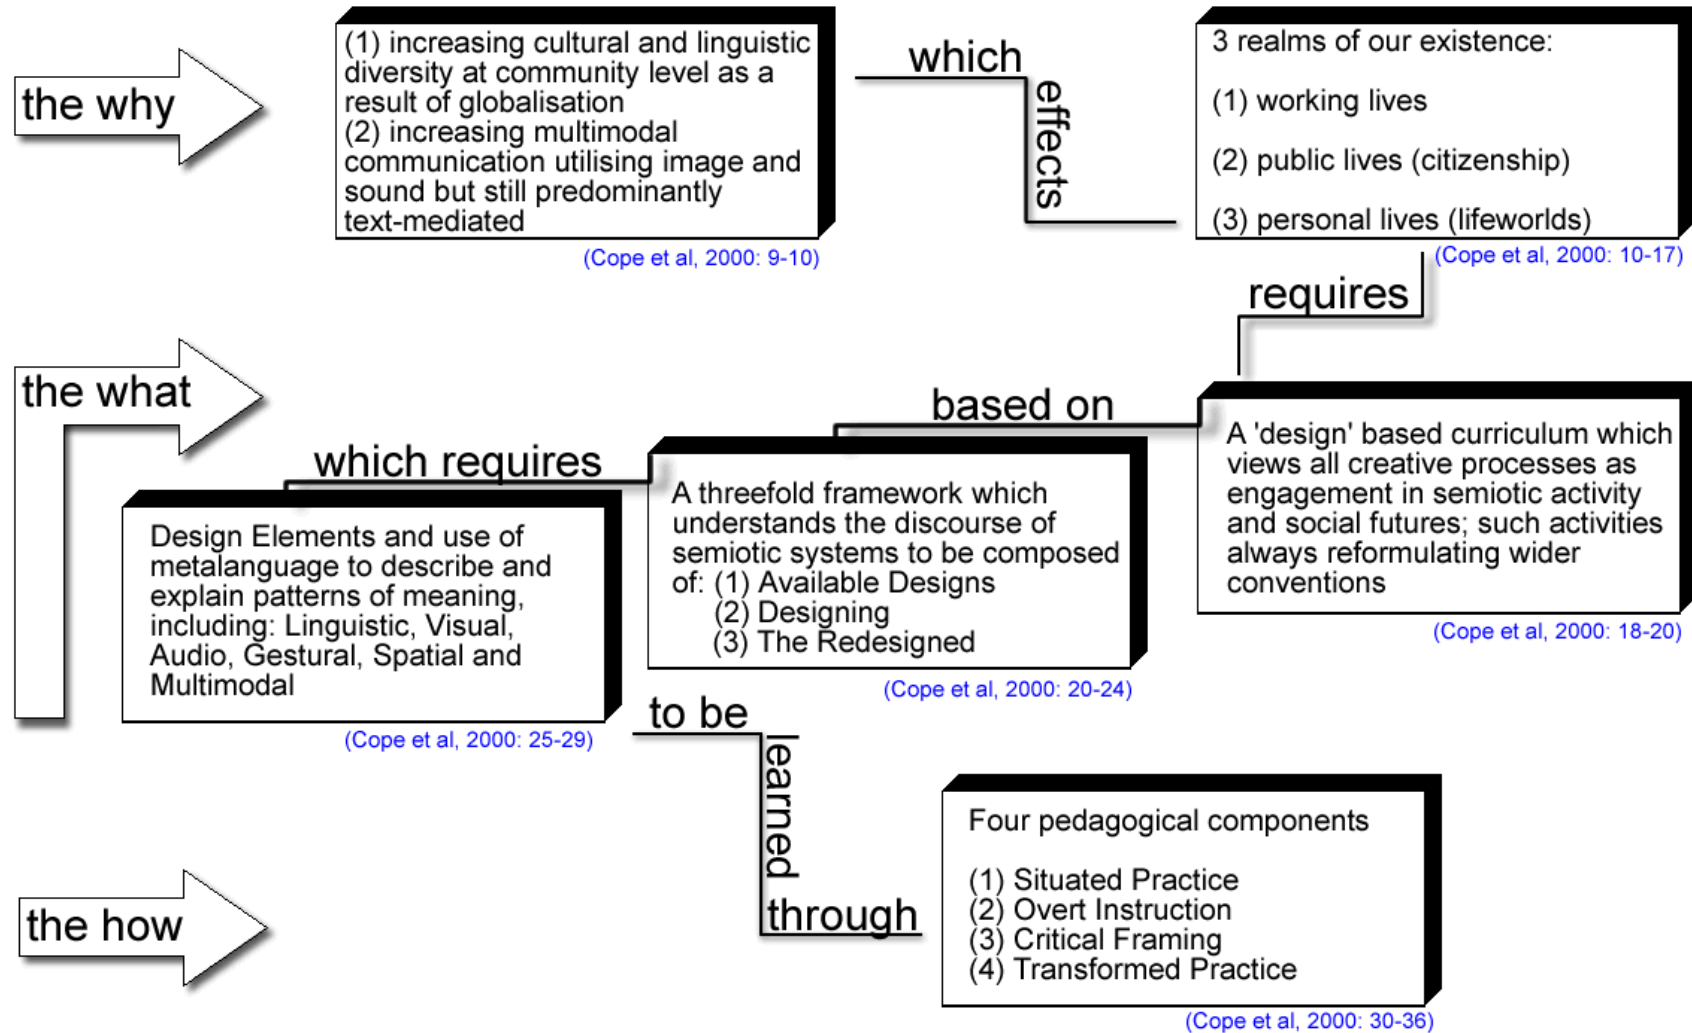 the why
(1) increasing cultural and linguistic
diversity at community level as a
result of globalisation
(2) increasing multimodal
communication utilising image and
sound but still predominantly
text-mediated
(Cope et al, 2000: 9-10)
which
effects
3 realms of our existence:
(1) working lives
(2) public lives (citizenship)
(3) personal lives (lifeworlds)
(Cope et al, 2000: 10-17)
requires
the what
A 'design' based curriculum which
views all creative processes as
engagement in semiotic activity
and social futures; such activities
always reformulating wider
conventions
(Cope et al, 2000: 18-20)
based on
A threefold framework which
understands the discourse of
semiotic systems to be composed
of: (1) Available Designs
(2) Designing
(3) The Redesigned
(Cope et al, 2000: 20-24)
which requires
Design Elements and use of
metalanguage to describe and
explain patterns of meaning,
including: Linguistic, Visual,
Audio, Gestural, Spatial and
Multimodal
(Cope et al, 2000: 25-29)
to be
learned
through
the how
Four pedagogical components
(1) Situated Practice
(2) Overt Instruction
(3) Critical Framing
(4) Transformed Practice
(Cope et al, 2000: 30-36)